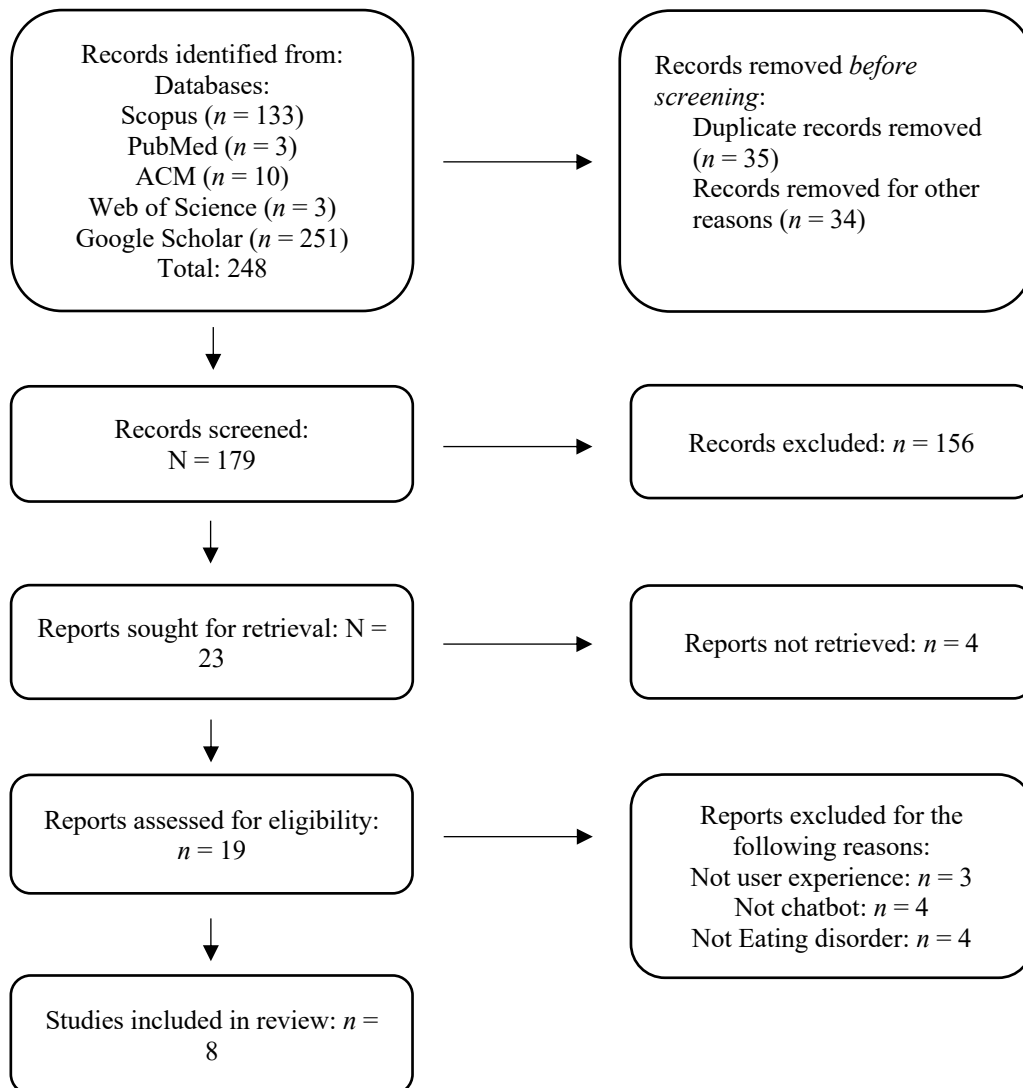 Records identified from:
Databases:
Scopus (n = 133)
PubMed (n = 3)
ACM (n = 10)
Web of Science (n = 3)
Google Scholar (n = 251)
Total: 248
Records removed before
screening:
Duplicate records removed
(n = 35)
Records removed for other
reasons (n = 34)
Records screened:
N = 179
Records excluded: n = 156
Reports sought for retrieval: N =
23
Reports not retrieved: n = 4
Reports assessed for eligibility:
n = 19
Reports excluded for the
following reasons:
Not user experience: n = 3
Not chatbot: n = 4
Not Eating disorder: n = 4
Studies included in review: n =
8